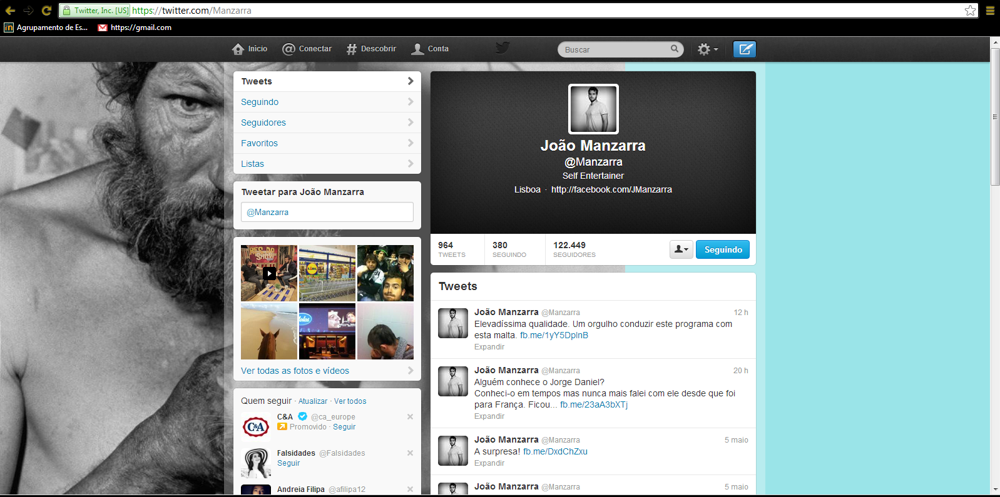 Twitter, Inc. [US] https://twitter.com/Manzarra
Agrupamento de Es... https://gmail.com
Início Conectar Descobrir Conta Buscar
Tweets
Seguindo
Seguidores
Favoritos
Listas
Tweetar para João Manzarra
@Manzarra
LIDL
Ídolos
Ver todas as fotos e vídeos
Quem seguir · Atualizar · Ver todos
C&A
C&A @ca_europe
Promovido · Seguir
Falsidades @Falsidades
Seguir
Andreia Filipa @afilipa12
João Manzarra
@Manzarra
Self Entertainer
Lisboa · http://facebook.com/JManzarra
964 380 122.449
TWEETS SEGUINDO SEGUIDORES
Seguindo
Tweets
João Manzarra @Manzarra 12 h
Elevadíssima qualidade. Um orgulho conduzir este programa com
esta malta. fb.me/1yY5DplnB
Expandir
João Manzarra @Manzarra 20 h
Alguém conhece o Jorge Daniel?
Conheci-o em tempos mas nunca mais falei com ele desde que foi
para França. Ficou... fb.me/23aA3bXTj
Expandir
João Manzarra @Manzarra 5 maio
A surpresa! fb.me/DxdChZxu
Expandir
João Manzarra @Manzarra 5 maio